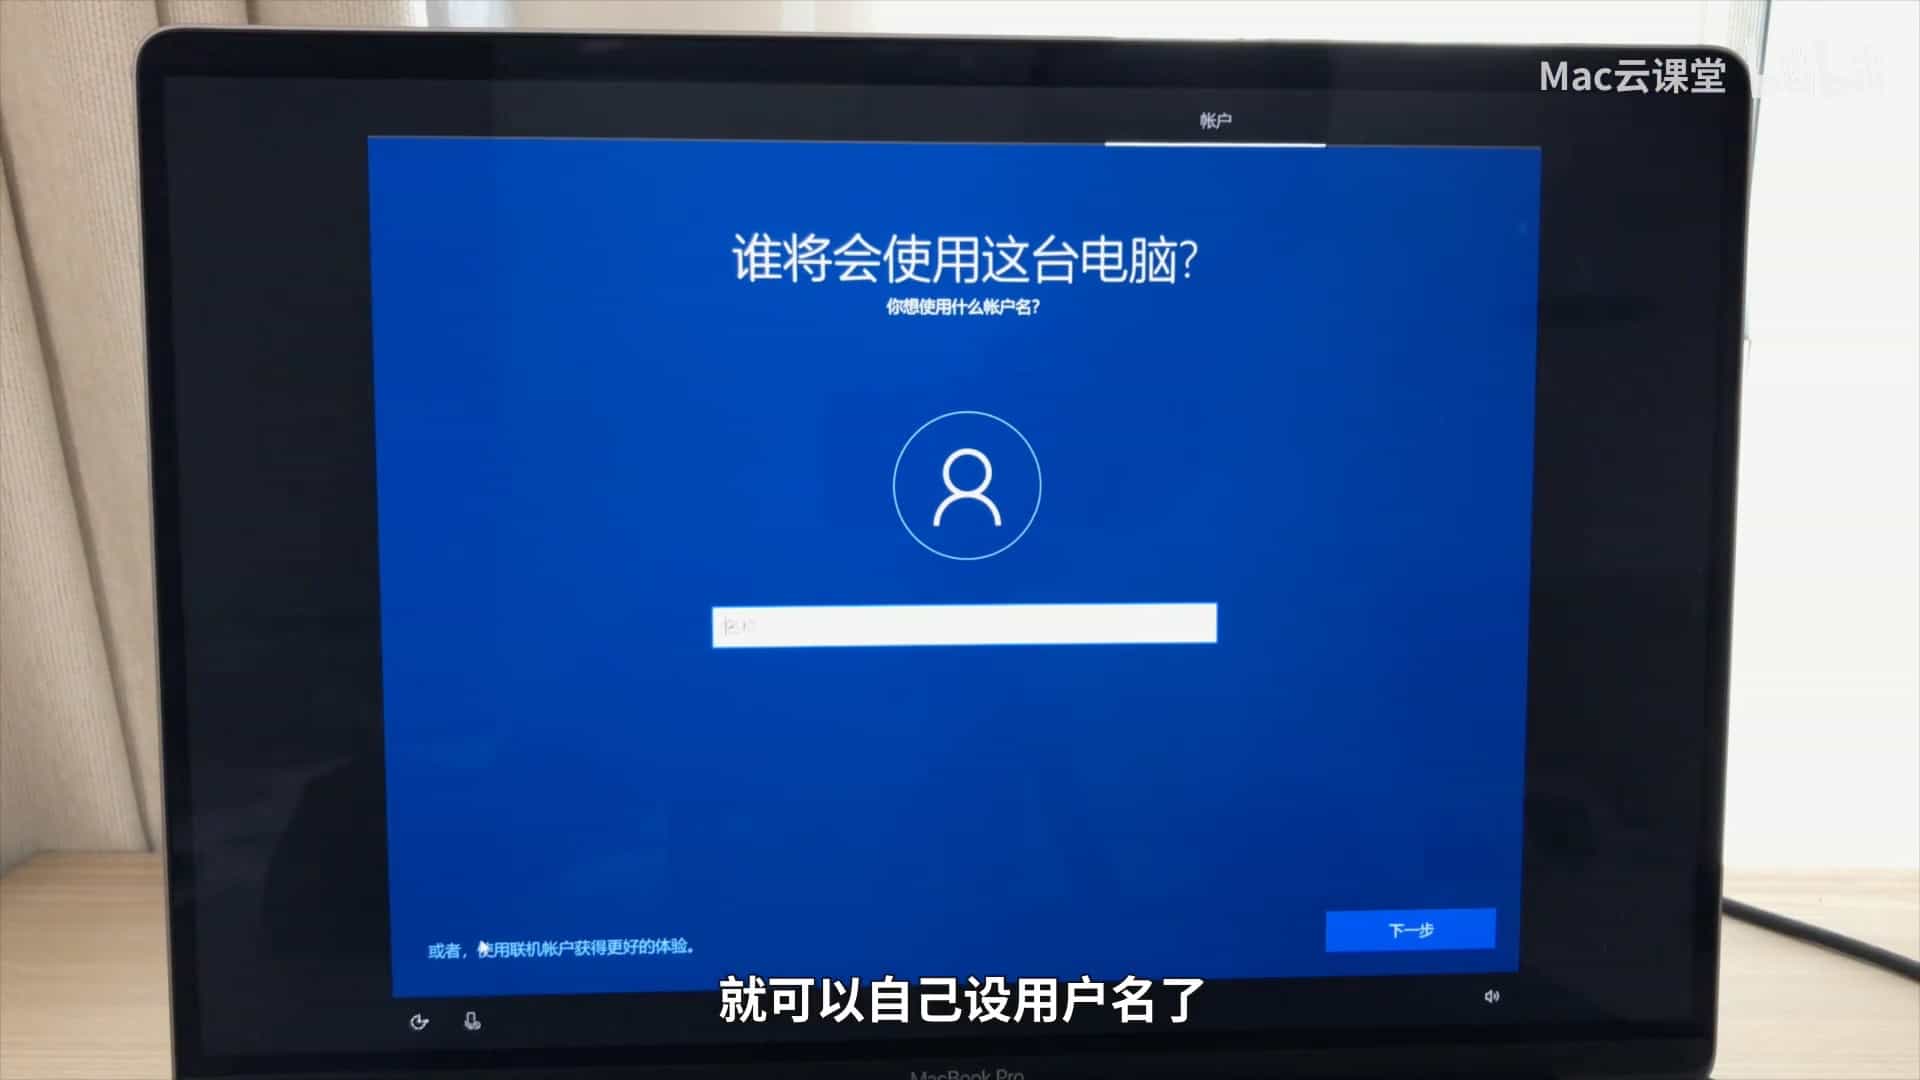 Mac云课堂
帐户
谁将会使用这台电脑?
你想使用什么帐户名?
下一步
或者，使用联机帐户获得更好的体验。
就可以自己设用户名了
MacBook Pro